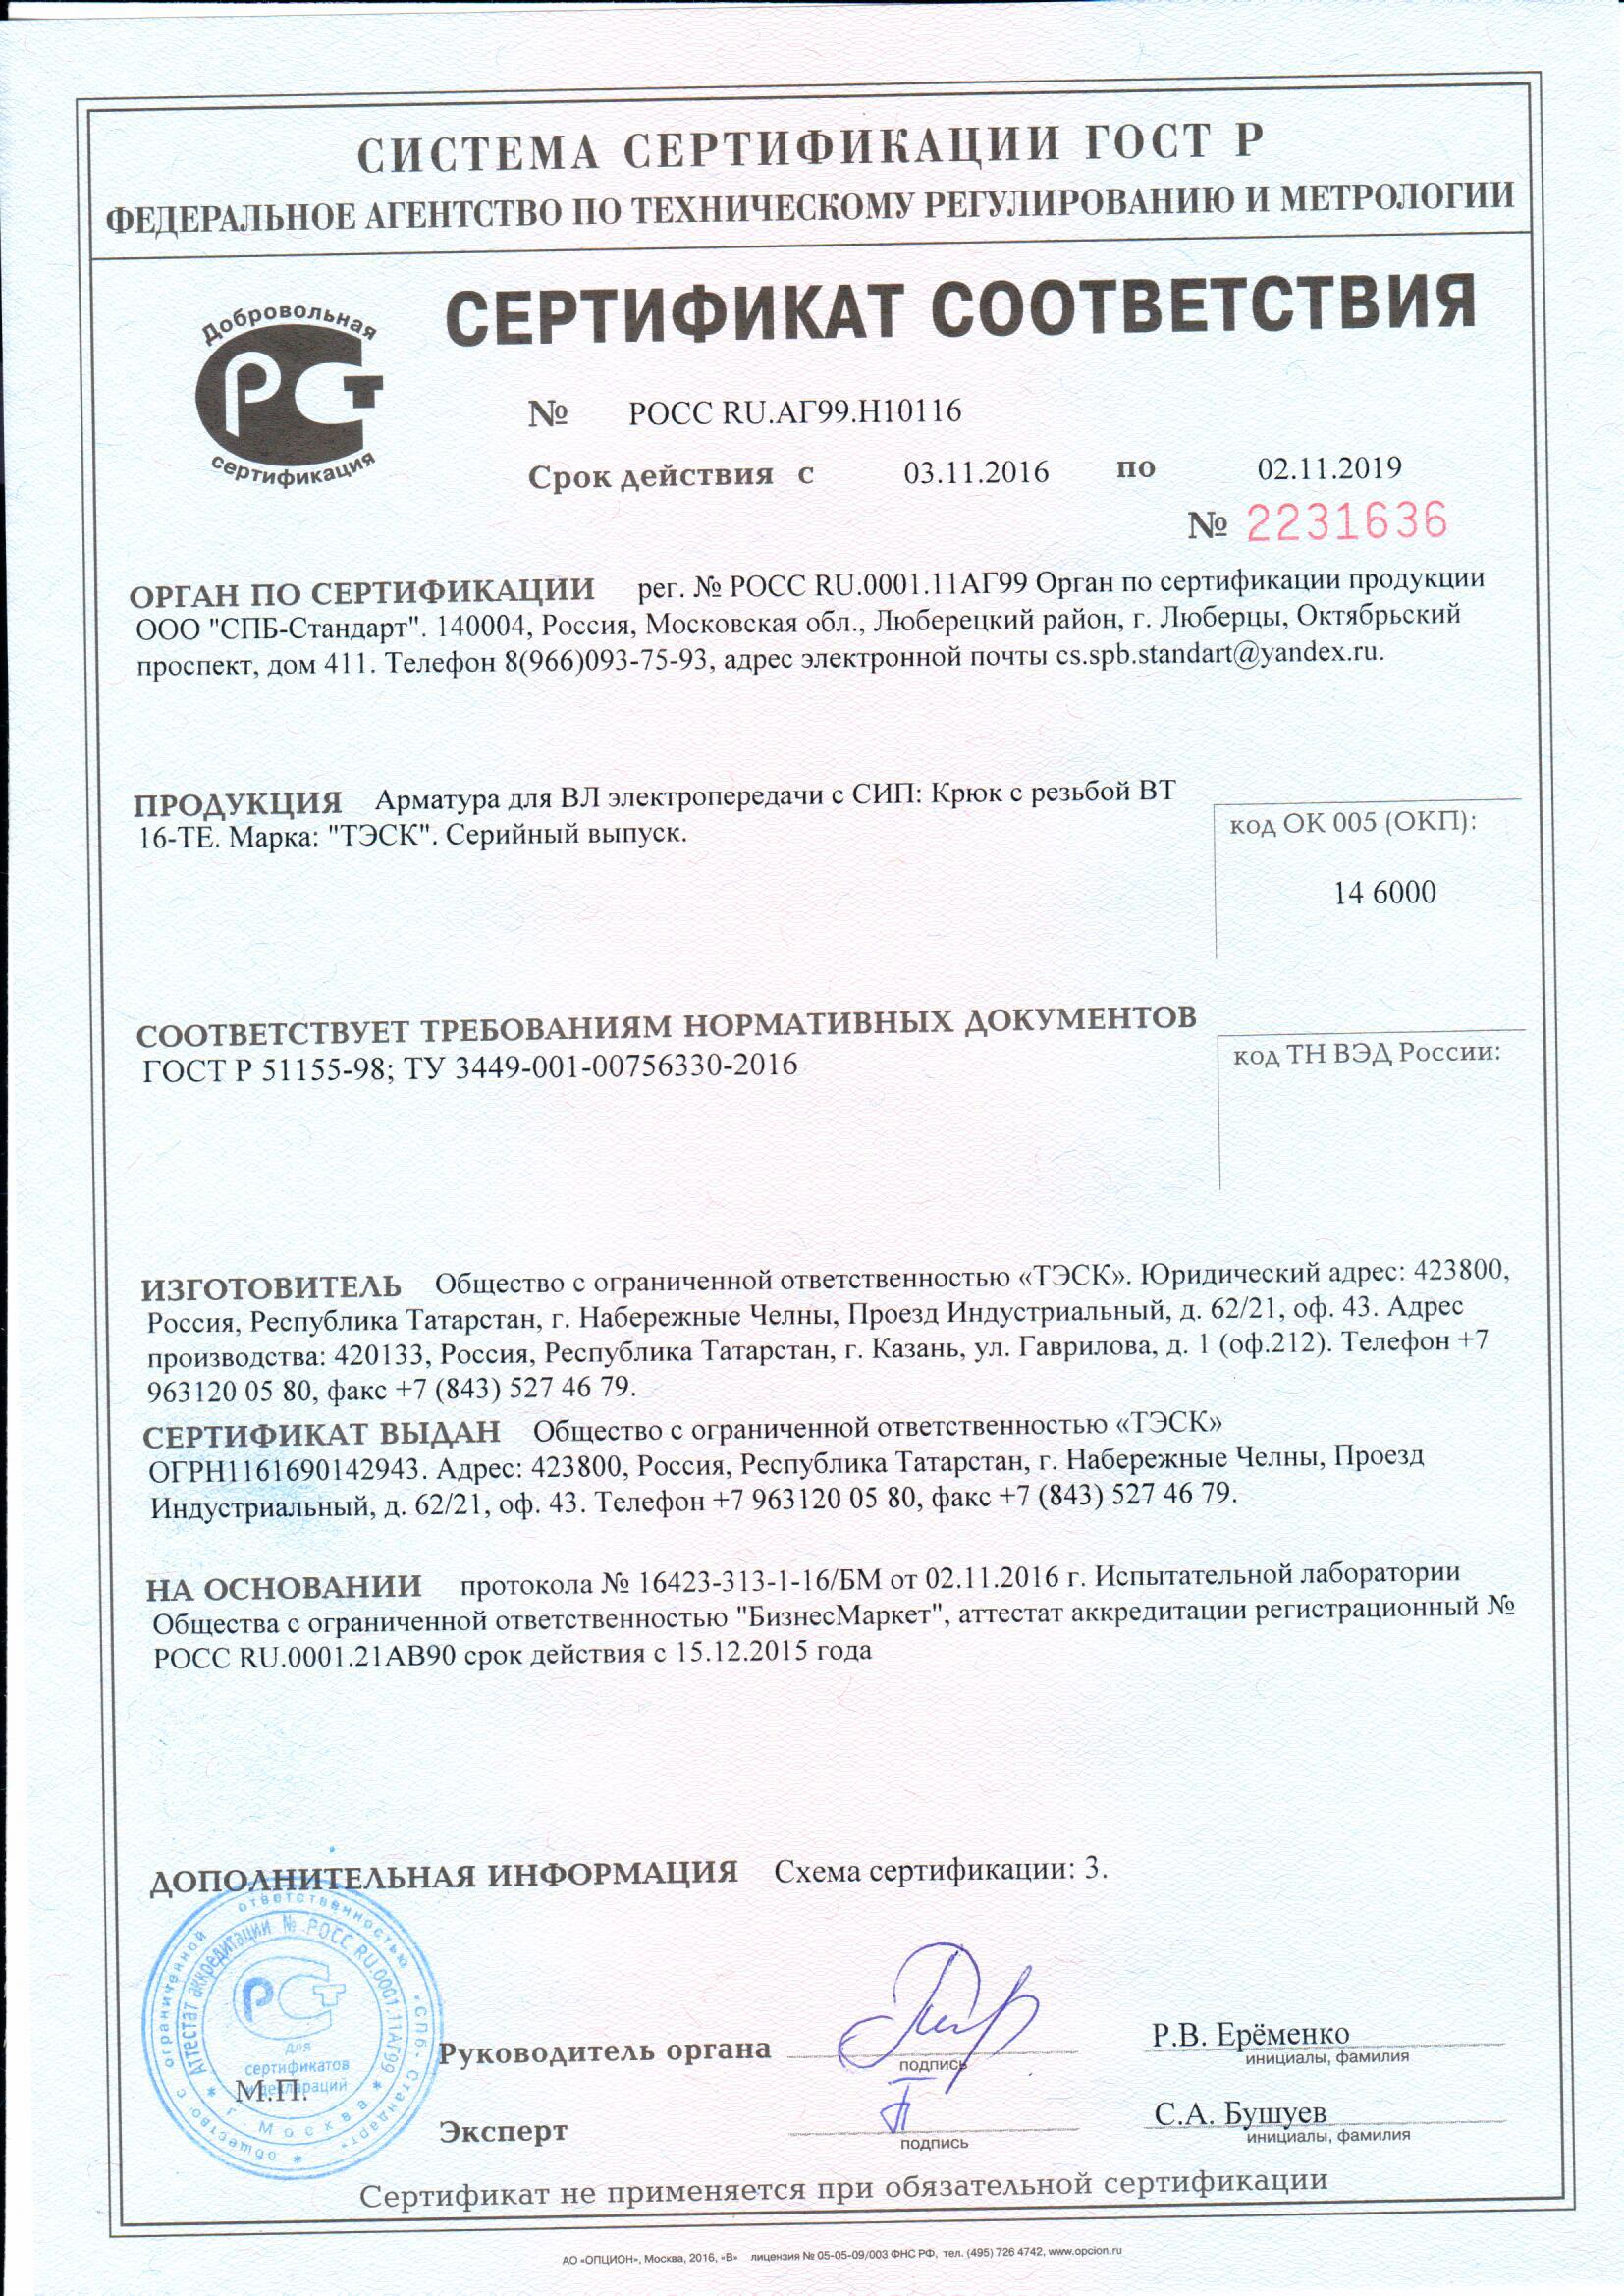 СИСТЕМА СЕРТИФИКАЦИИ ГОСТ Р
ФЕДЕРАЛЬНОЕ АГЕНТСТВО ПО ТЕХНИЧЕСКОМУ РЕГУЛИРОВАНИЮ И МЕТРОЛОГИИ
Добровольная
РСТ
сертификация
СЕРТИФИКАТ СООТВЕТСТВИЯ
№ РОСС RU.АГ99.Н10116
Срок действия с 03.11.2016 по 02.11.2019
№ 2231636
ОРГАН ПО СЕРТИФИКАЦИИ рег. № РОСС RU.0001.11АГ99 Орган по сертификации продукции
ООО "СПБ-Стандарт". 140004, Россия, Московская обл., Люберецкий район, г. Люберцы, Октябрьский
проспект, дом 411. Телефон 8(966)093-75-93, адрес электронной почты cs.spb.standart@yandex.ru.
ПРОДУКЦИЯ Арматура для ВЛ электропередачи с СИП: Крюк с резьбой ВТ
16-ТЕ. Марка: "ТЭСК". Серийный выпуск.
код ОК 005 (ОКП):
14 6000
СООТВЕТСТВУЕТ ТРЕБОВАНИЯМ НОРМАТИВНЫХ ДОКУМЕНТОВ
ГОСТ Р 51155-98; ТУ 3449-001-00756330-2016
код ТН ВЭД России:
ИЗГОТОВИТЕЛЬ Общество с ограниченной ответственностью «ТЭСК». Юридический адрес: 423800,
Россия, Республика Татарстан, г. Набережные Челны, Проезд Индустриальный, д. 62/21, оф. 43. Адрес
производства: 420133, Россия, Республика Татарстан, г. Казань, ул. Гаврилова, д. 1 (оф.212). Телефон +7
963120 05 80, факс +7 (843) 527 46 79.
СЕРТИФИКАТ ВЫДАН Общество с ограниченной ответственностью «ТЭСК»
ОГРН1161690142943. Адрес: 423800, Россия, Республика Татарстан, г. Набережные Челны, Проезд
Индустриальный, д. 62/21, оф. 43. Телефон +7 963120 05 80, факс +7 (843) 527 46 79.
НА ОСНОВАНИИ протокола № 16423-313-1-16/БМ от 02.11.2016 г. Испытательной лаборатории
Общества с ограниченной ответственностью "БизнесМаркет", аттестат аккредитации регистрационный №
РОСС RU.0001.21АВ90 срок действия с 15.12.2015 года
ДОПОЛНИТЕЛЬНАЯ ИНФОРМАЦИЯ Схема сертификации: 3.
Общество с ограниченной ответственностью «СПб-Стандарт»
Аттестат аккредитации № РОСС RU.0001.11АГ99
г. Москва
РСТ
для
сертификатов
и деклараций
М.П.
Руководитель органа
подпись
Р.В. Ерёменко
инициалы, фамилия
Эксперт
подпись
С.А. Бушуев
инициалы, фамилия
Сертификат не применяется при обязательной сертификации
АО «ОПЦИОН», Москва, 2016, «В» лицензия № 05-05-09/003 ФНС РФ, тел. (495) 726 4742, www.opcion.ru